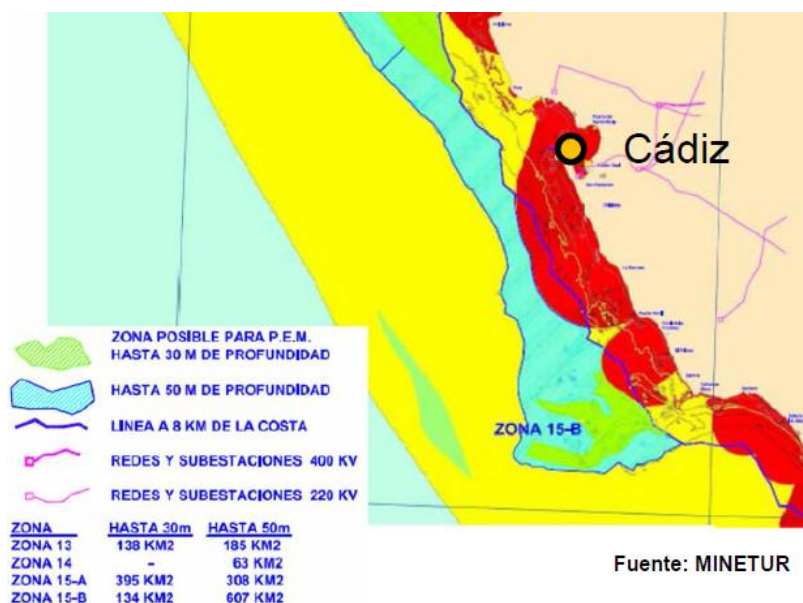 Cádiz
ZONA 15-B
ZONA POSIBLE PARA P.E.M.
HASTA 30 M DE PROFUNDIDAD
HASTA 50 M DE PROFUNDIDAD
LINEA A 8 KM DE LA COSTA
REDES Y SUBESTACIONES 400 KV
REDES Y SUBESTACIONES 220 KV
ZONA HASTA 30m HASTA 50m
ZONA 13 138 KM2 185 KM2
ZONA 14 - 63 KM2
ZONA 15-A 395 KM2 308 KM2
ZONA 15-B 134 KM2 607 KM2
Fuente: MINETUR